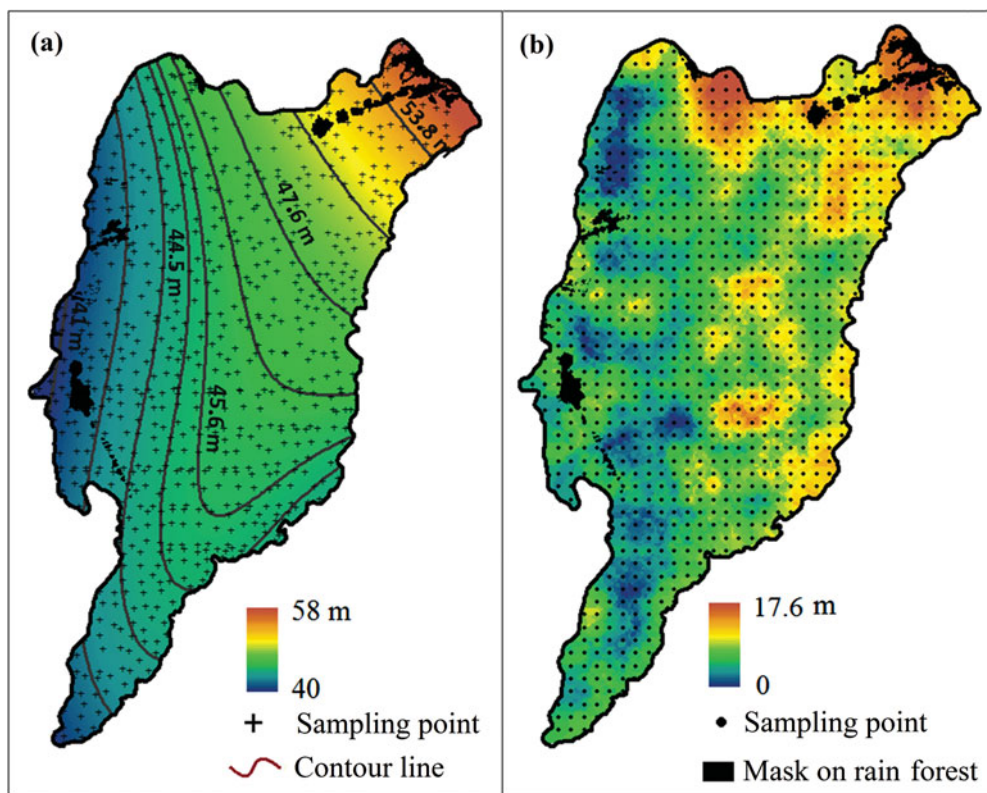 (a)
53.8 m
47.6 m
44.5 m
41 m
45.6 m
58 m
40
Sampling point
Contour line
(b)
17.6 m
0
Sampling point
Mask on rain forest